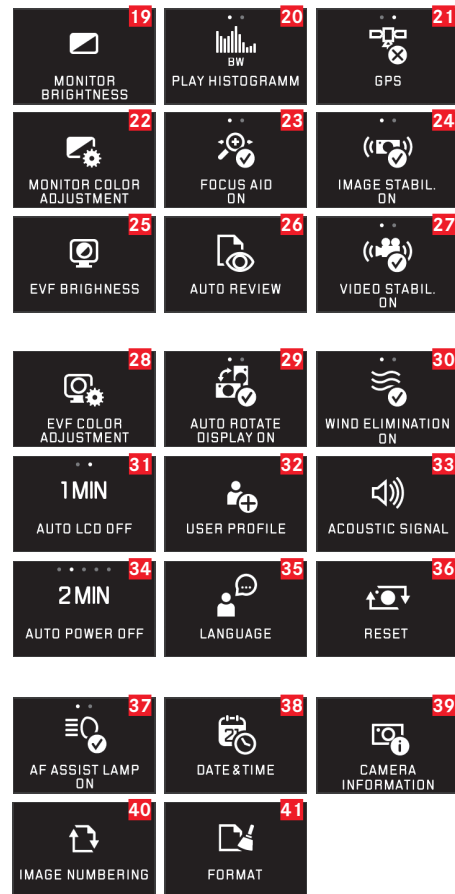 19
MONITOR
BRIGHTNESS
20
BW
PLAY HISTOGRAMM
21
GPS
22
MONITOR COLOR
ADJUSTMENT
23
FOCUS AID
ON
24
IMAGE STABIL.
ON
25
EVF BRIGHNESS
26
AUTO REVIEW
27
VIDEO STABIL.
ON
28
EVF COLOR
ADJUSTMENT
29
AUTO ROTATE
DISPLAY ON
30
WIND ELIMINATION
ON
31
1 MIN
AUTO LCD OFF
32
USER PROFILE
33
ACOUSTIC SIGNAL
34
2 MIN
AUTO POWER OFF
35
LANGUAGE
36
RESET
37
AF ASSIST LAMP
ON
38
27
DATE & TIME
39
CAMERA
INFORMATION
40
IMAGE NUMBERING
41
FORMAT